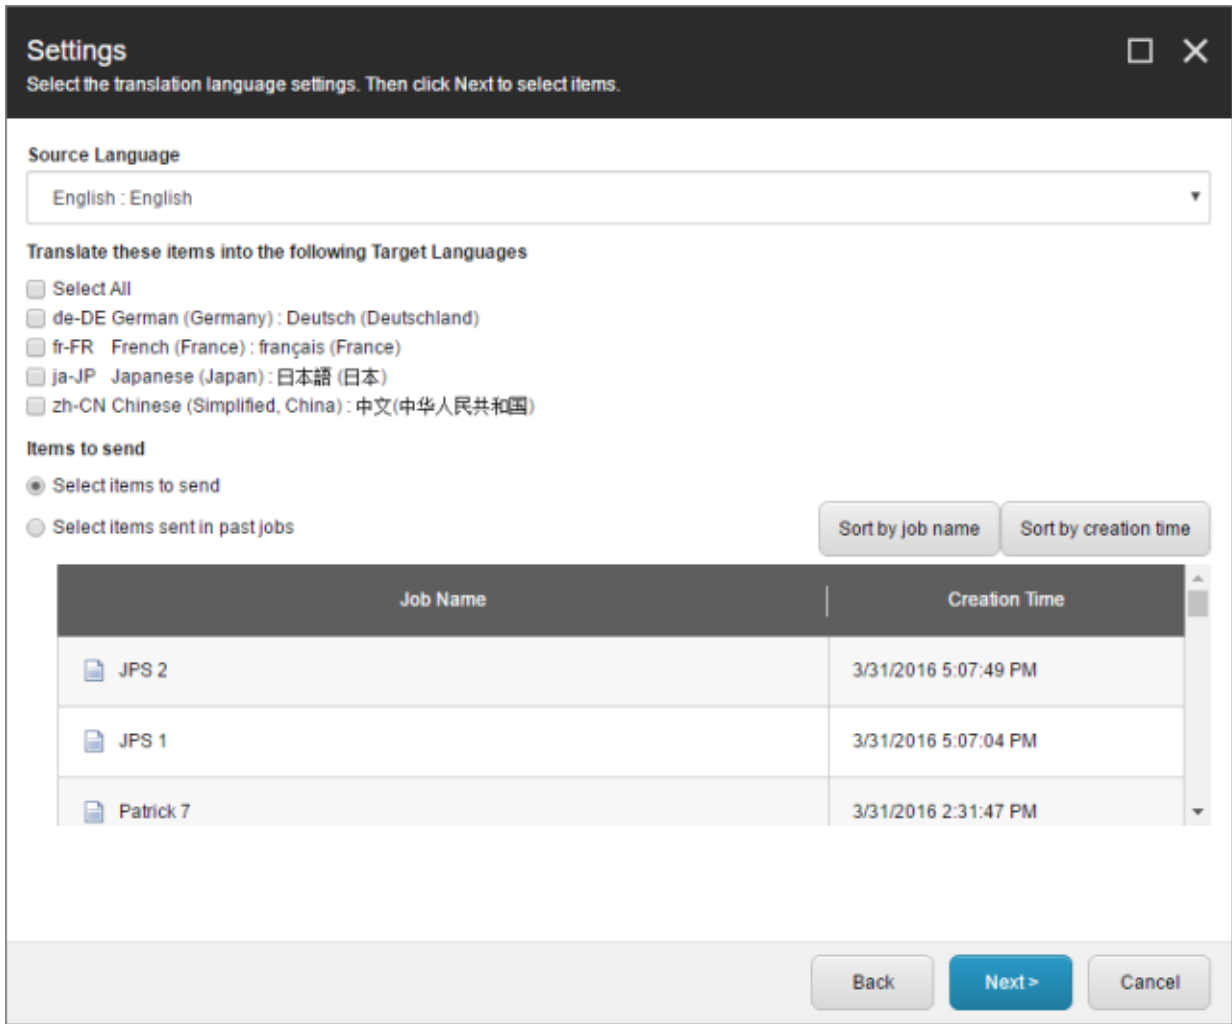 Settings
Select the translation language settings. Then click Next to select items.
Source Language
English : English
Translate these items into the following Target Languages
Select All
de-DE German (Germany) : Deutsch (Deutschland)
fr-FR French (France) : français (France)
ja-JP Japanese (Japan) : 日本語 (日本)
zh-CN Chinese (Simplified, China) : 中文(中华人民共和国)
Items to send
Select items to send
Select items sent in past jobs
Sort by job name Sort by creation time
Job Name Creation Time
JPS 2 3/31/2016 5:07:49 PM
JPS 1 3/31/2016 5:07:04 PM
Patrick 7 3/31/2016 2:31:47 PM
Back Next > Cancel